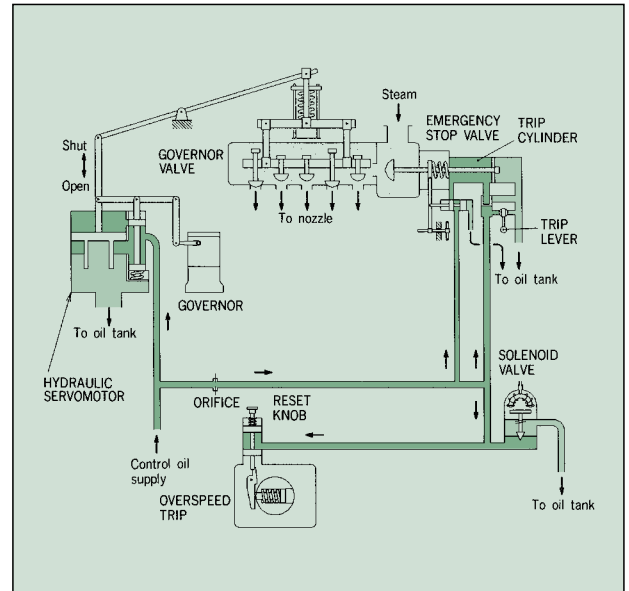 Steam
EMERGENCY
STOP VALVE
TRIP
CYLINDER
Shut
Open
GOVERNOR
VALVE
To nozzle
TRIP
LEVER
To oil tank
GOVERNOR
To oil tank
HYDRAULIC
SERVOMOTOR
ORIFICE
RESET
KNOB
SOLENOID
VALVE
Control oil
supply
OVERSPEED
TRIP
To oil tank